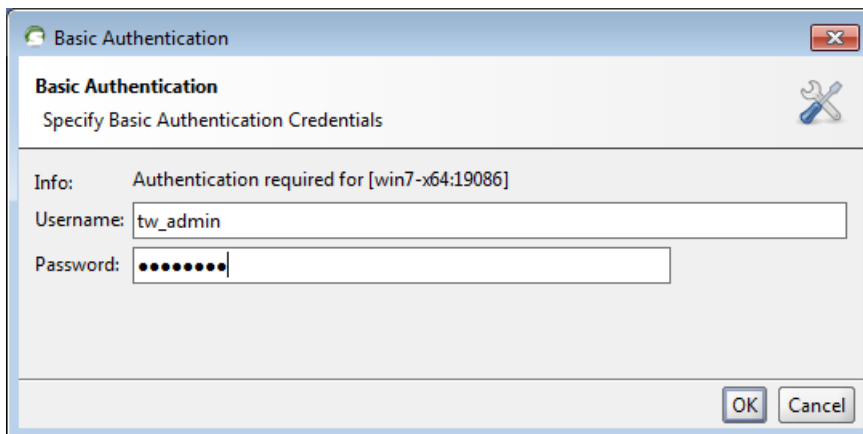 Basic Authentication
Basic Authentication
Specify Basic Authentication Credentials
Info: Authentication required for [win7-x64:19086]
Username: tw_admin
Password: ●●●●●●●●
OK Cancel